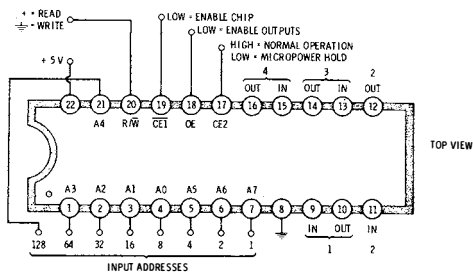 + = READ
⏚ = WRITE
LOW = ENABLE CHIP
LOW = ENABLE OUTPUTS
HIGH = NORMAL OPERATION
LOW = MICROPOWER HOLD
+ 5 V
4 3 2
OUT IN OUT IN OUT
22 21 20 19 18 17 16 15 14 13 12
A4 R/W̅ C̅E̅1̅ OE CE2
TOP VIEW
A3 A2 A1 A0 A5 A6 A7
1 2 3 4 5 6 7 8 9 10 11
IN OUT IN
128 64 32 16 8 4 2 1
1 2
INPUT ADDRESSES